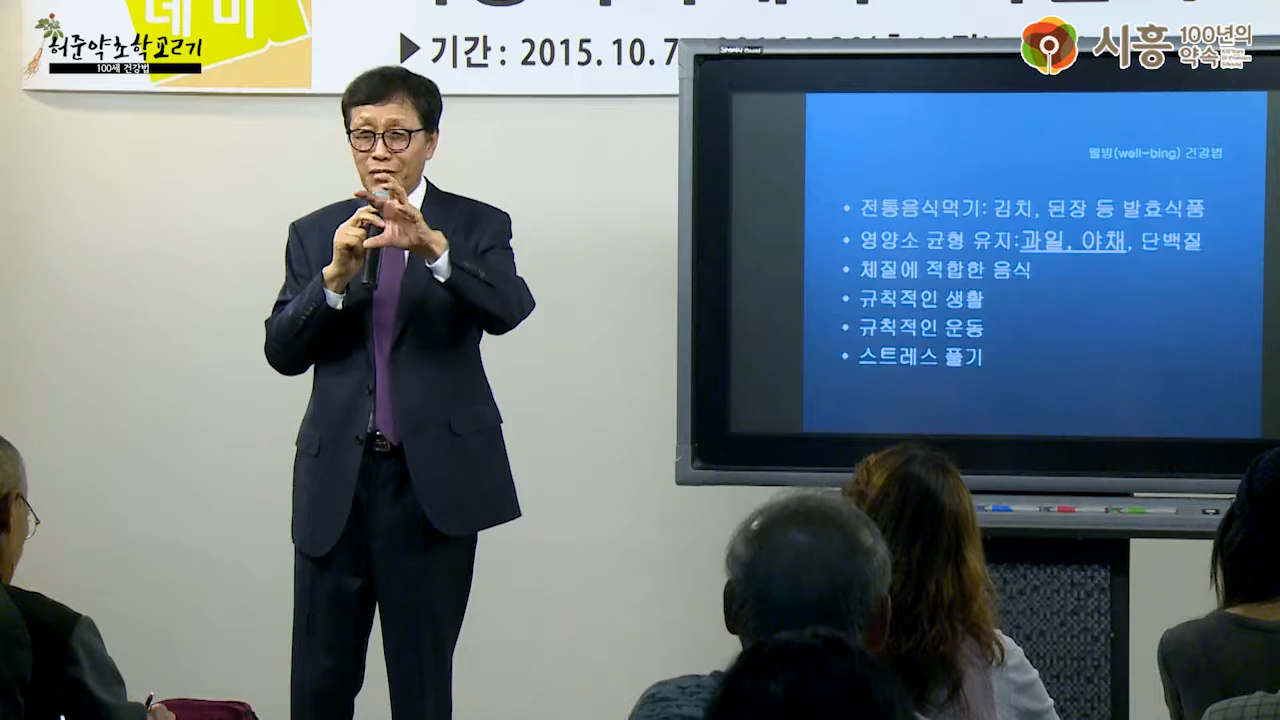 데미
허준약초학교 2기
100세 건강법
▶기간 : 2015.10.7
시흥 100년의 약속
웰빙(well-bing) 건강법
• 전통음식먹기: 김치, 된장 등 발효식품
• 영양소 균형 유지:과일, 야채, 단백질
• 체질에 적합한 음식
• 규칙적인 생활
• 규칙적인 운동
• 스트레스 풀기